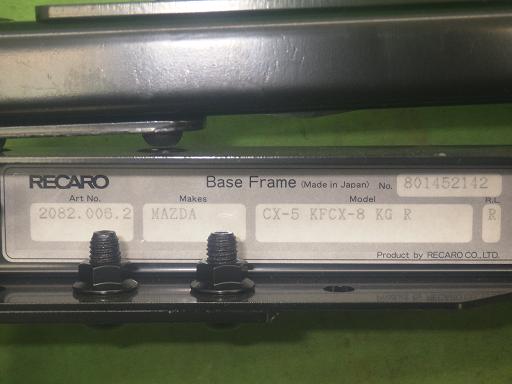 RECARO Base Frame (Made in Japan) No. 801452142
Art No. Makes Model R.L
2082.006.2 MAZDA CX-5 KFCX-8 KG R R
Product by RECARO CO., LTD.